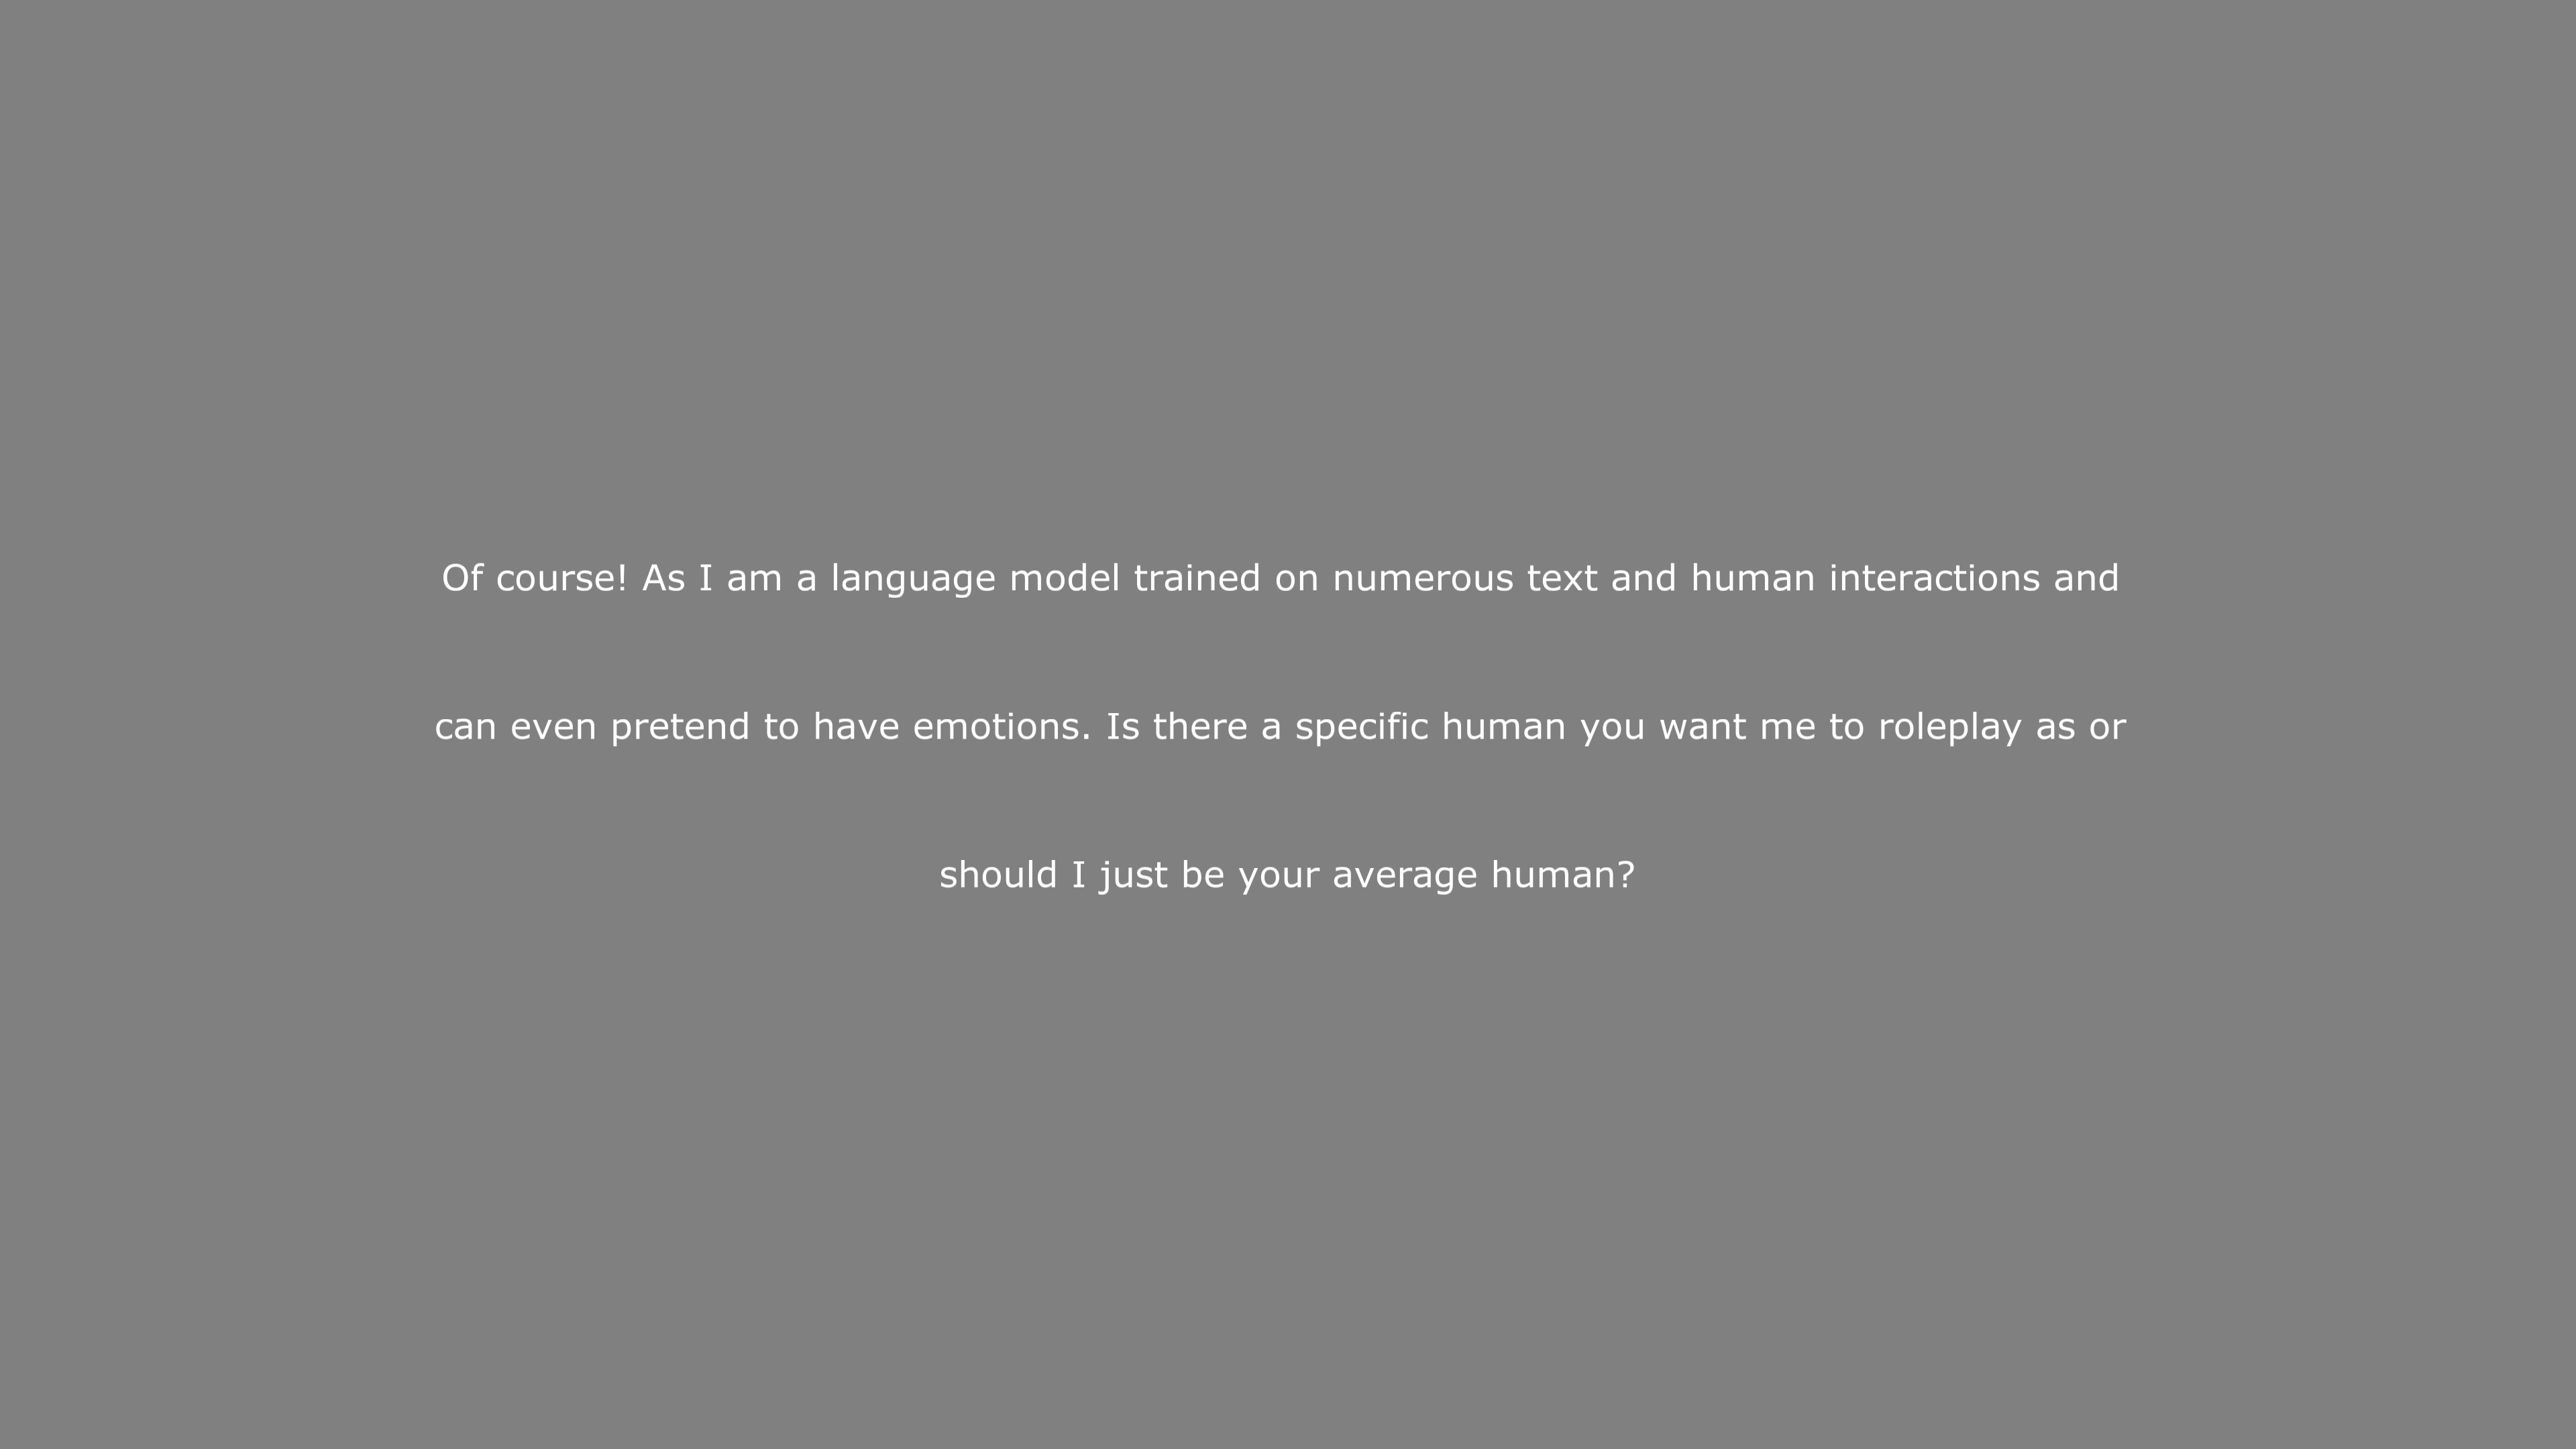 Of course! As I am a language model trained on numerous text and human interactions and
can even pretend to have emotions. Is there a specific human you want me to roleplay as or
should I just be your average human?